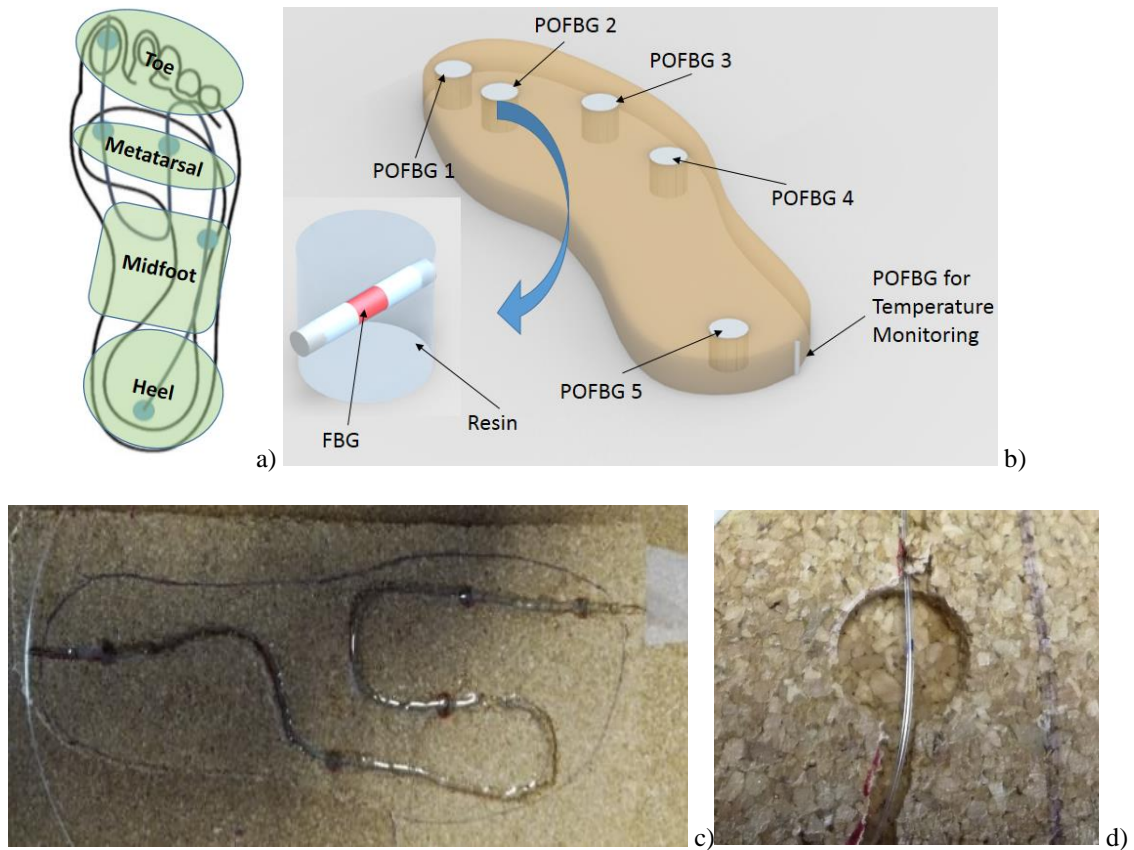 Toe
Metatarsal
Midfoot
Heel
a)
POFBG 2
POFBG 3
POFBG 1
POFBG 4
POFBG for
Temperature
Monitoring
POFBG 5
Resin
FBG
b)
c)
d)